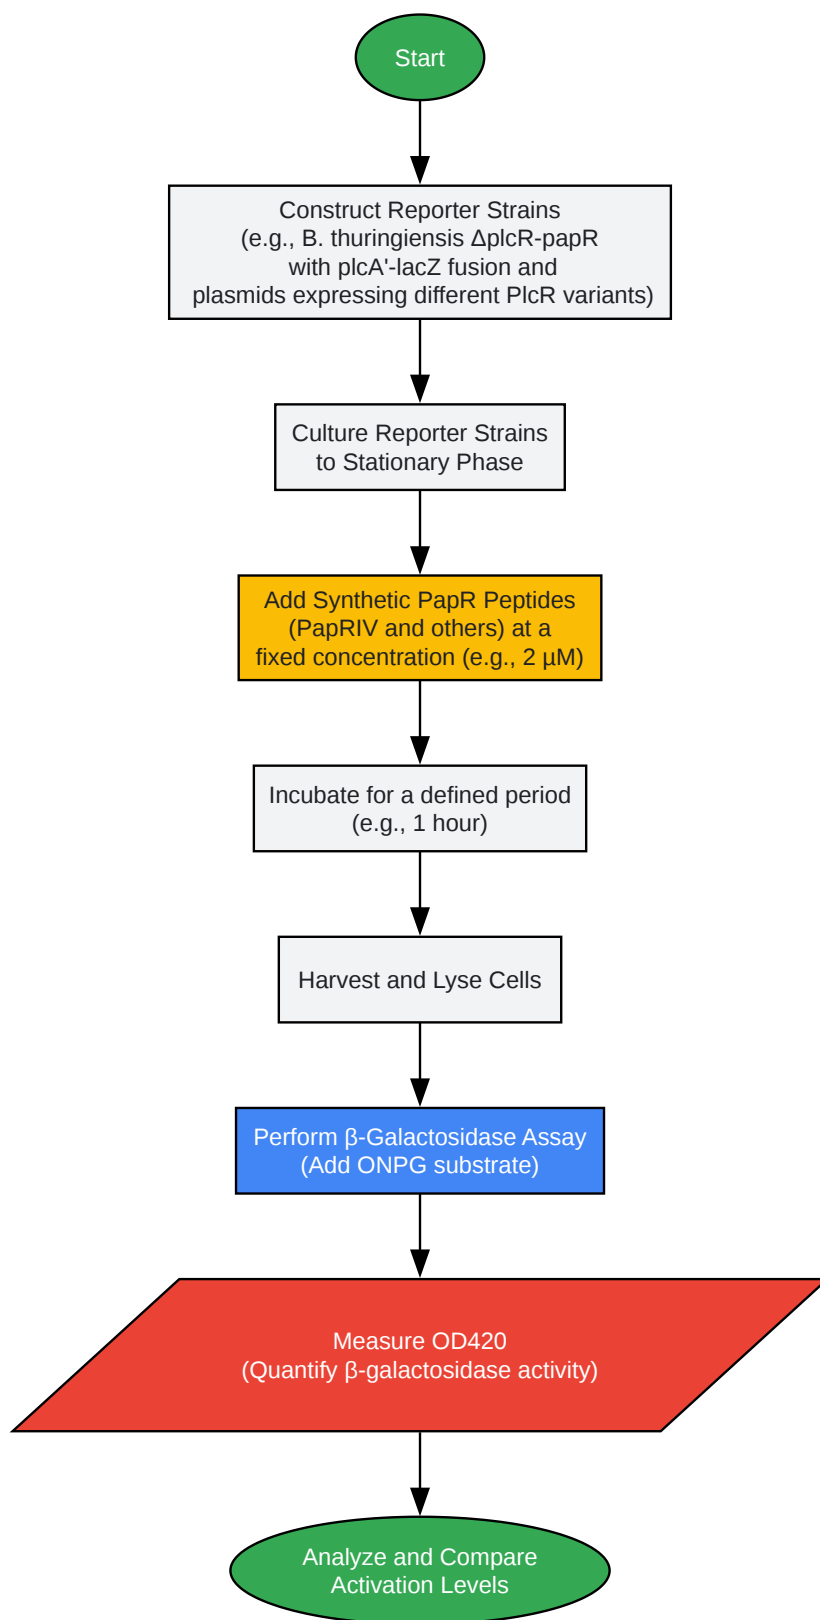 Start
Construct Reporter Strains
(e.g., B. thuringiensis ΔplcR-papR
with plcA'-lacZ fusion and
plasmids expressing different PlcR variants)
Culture Reporter Strains
to Stationary Phase
Add Synthetic PapR Peptides
(PapRIV and others) at a
fixed concentration (e.g., 2 µM)
Incubate for a defined period
(e.g., 1 hour)
Harvest and Lyse Cells
Perform β-Galactosidase Assay
(Add ONPG substrate)
Measure OD420
(Quantify β-galactosidase activity)
Analyze and Compare
Activation Levels